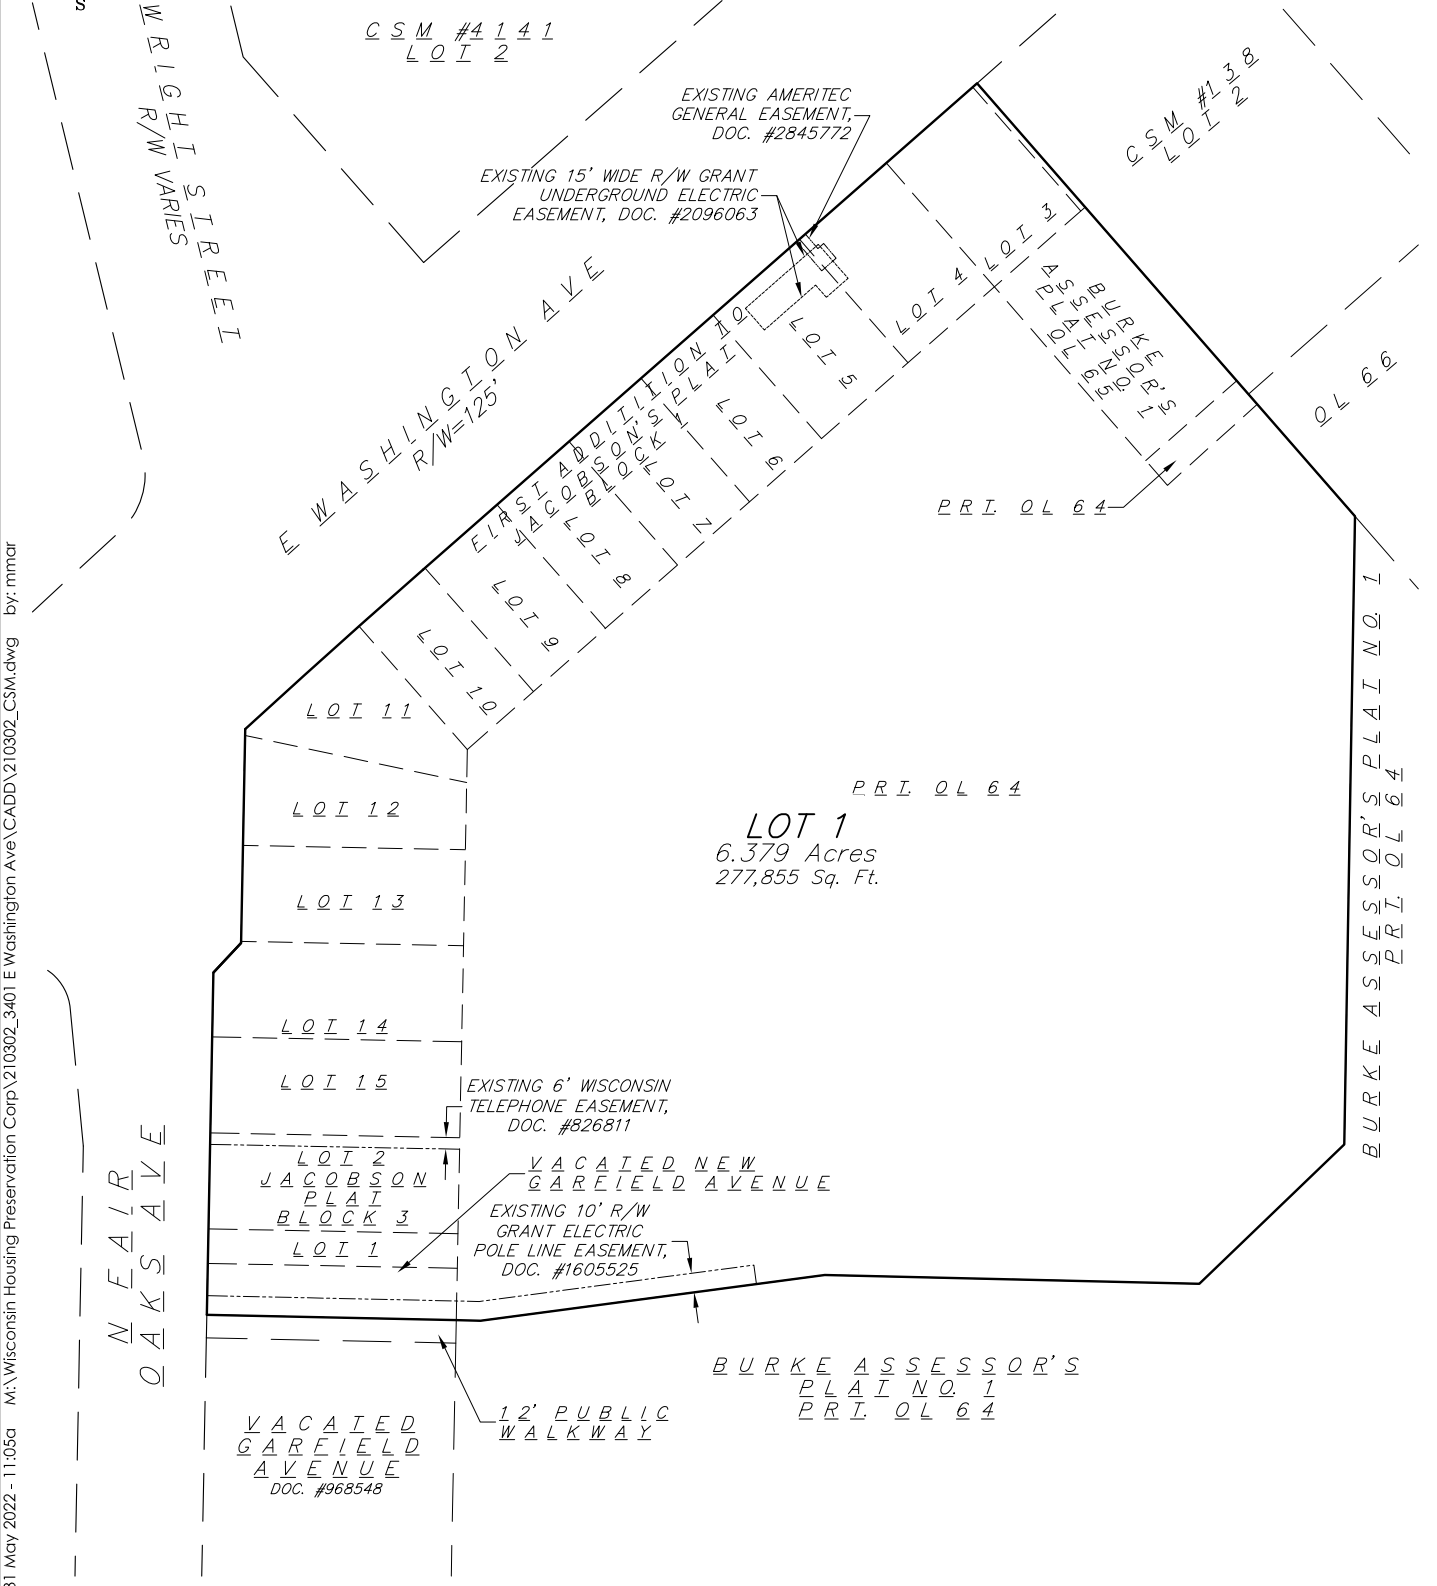 S
WRIGHT STREET
R/W VARIES
CSM #4141
LOT 2
EXISTING AMERITEC
GENERAL EASEMENT,
DOC. #2845772
CSM #138
LOT 2
EXISTING 15' WIDE R/W GRANT
UNDERGROUND ELECTRIC
EASEMENT, DOC. #2096063
E WASHINGTON AVE
R/W=125'
LOT 3
LOT 4
BURKE
ASSESSOR'S
PLAT NO. 1
OL 65
LOT 5
OL 66
FIRST ADDITITION TO
JACOBSON'S PLAT
BLOCK 1
LOT 6
LOT 7
LOT 8
LOT 9
LOT 10
PRT. OL 64
LOT 11
LOT 12
LOT 13
PRT. OL 64
LOT 1
6.379 Acres
277,855 Sq. Ft.
BURKE ASSESSOR'S PLAT NO. 1
PRT. OL 64
LOT 14
LOT 15
EXISTING 6' WISCONSIN
TELEPHONE EASEMENT,
DOC. #826811
LOT 2
JACOBSON
PLAT
BLOCK 3
LOT 1
VACATED NEW
GARFIELD AVENUE
EXISTING 10' R/W
GRANT ELECTRIC
POLE LINE EASEMENT,
DOC. #1605525
N FAIR
OAKS AVE
BURKE ASSESSOR'S
PLAT NO. 1
PRT. OL 64
12' PUBLIC
WALKWAY
VACATED
GARFIELD
AVENUE
DOC. #968548
31 May 2022 - 11:05a M:\Wisconsin Housing Preservation Corp\210302_3401 E Washington Ave\CADD\210302_CSM.dwg by: mmar